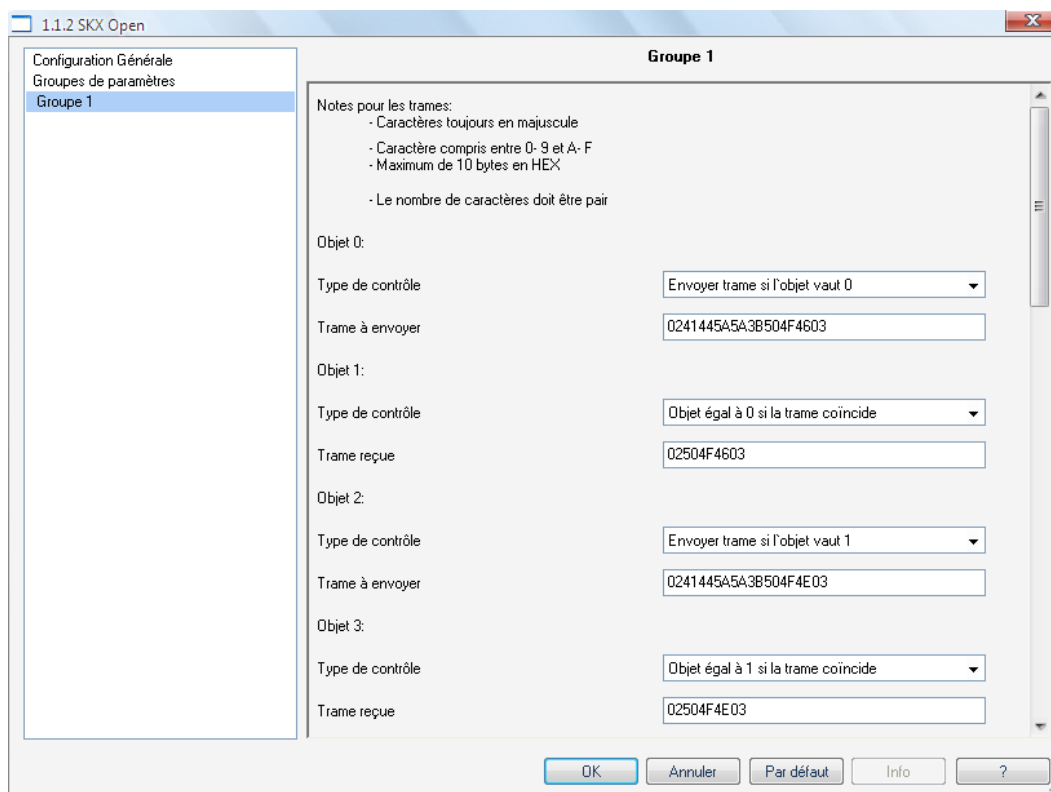 1.1.2 SKX Open
Configuration Générale
Groupes de paramètres
Groupe 1
Groupe 1
Notes pour les trames:
- Caractères toujours en majuscule
- Caractère compris entre 0- 9 et A- F
- Maximum de 10 bytes en HEX
- Le nombre de caractères doit être pair
Objet 0:
Type de contrôle Envoyer trame si l`objet vaut 0
Trame à envoyer 0241445A5A3B504F4603
Objet 1:
Type de contrôle Objet égal à 0 si la trame coïncide
Trame reçue 02504F4603
Objet 2:
Type de contrôle Envoyer trame si l`objet vaut 1
Trame à envoyer 0241445A5A3B504F4E03
Objet 3:
Type de contrôle Objet égal à 1 si la trame coïncide
Trame reçue 02504F4E03
OK Annuler Par défaut Info ?